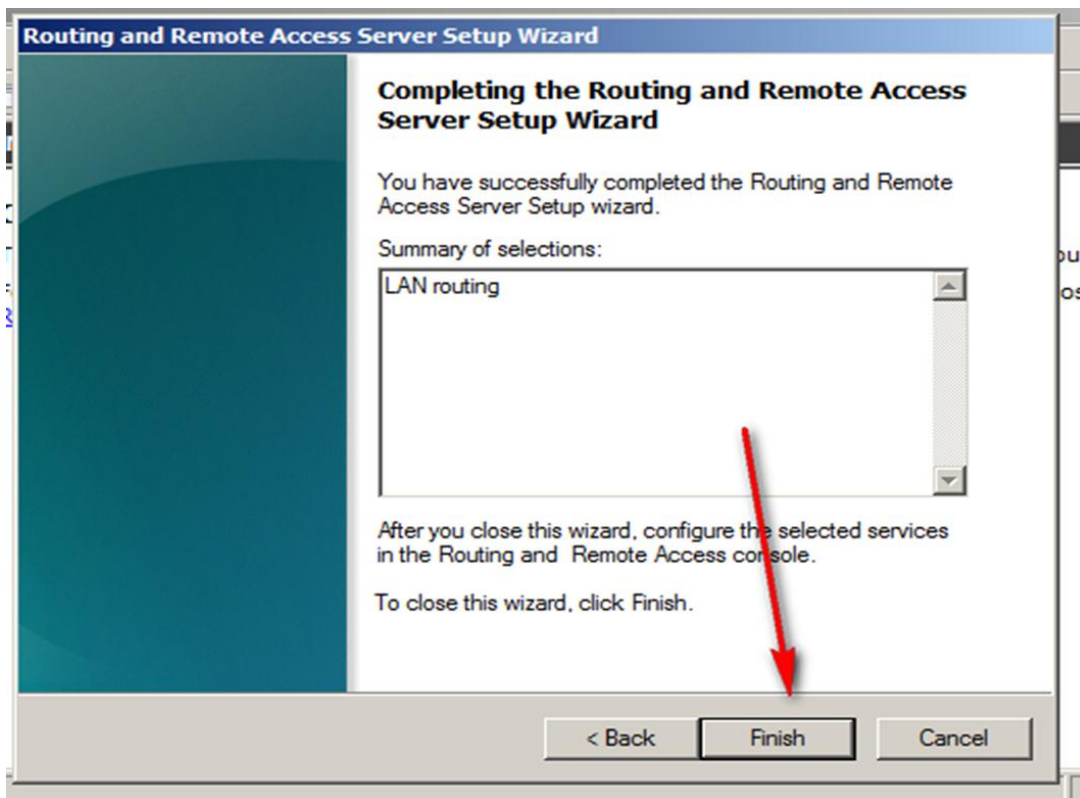 Routing and Remote Access Server Setup Wizard
Completing the Routing and Remote Access
Server Setup Wizard
You have successfully completed the Routing and Remote
Access Server Setup wizard.
Summary of selections:
LAN routing
After you close this wizard, configure the selected services
in the Routing and Remote Access console.
To close this wizard, click Finish.
< Back
Finish
Cancel